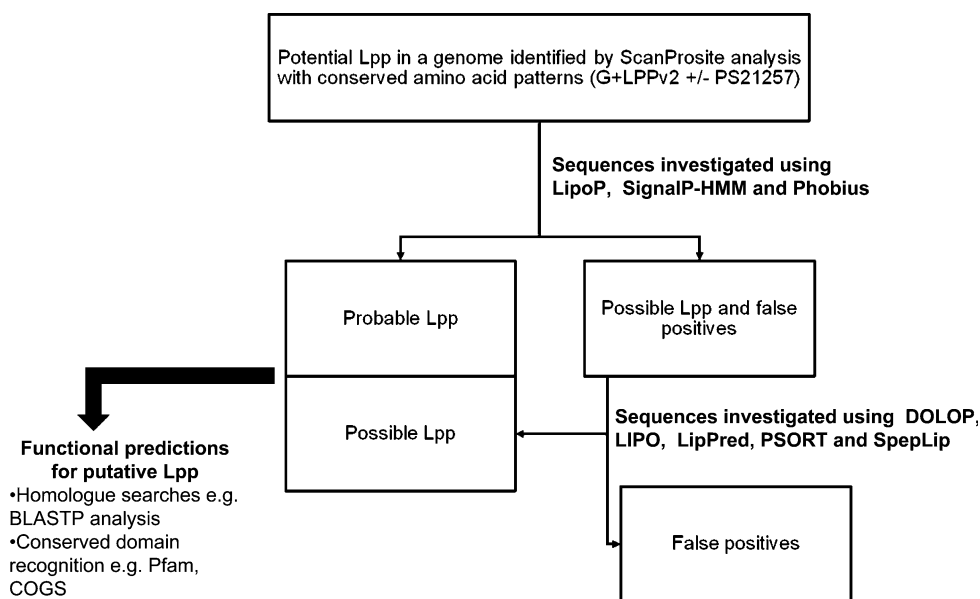 Potential Lpp in a genome identified by ScanProsite analysis
with conserved amino acid patterns (G+LPPv2 +/- PS21257)
Sequences investigated using
LipoP, SignalP-HMM and Phobius
Probable Lpp
Possible Lpp and false
positives
Possible Lpp
Sequences investigated using DOLOP,
LIPO, LipPred, PSORT and SpepLip
Functional predictions
for putative Lpp
•Homologue searches e.g.
BLASTP analysis
•Conserved domain
recognition e.g. Pfam,
COGS
False positives